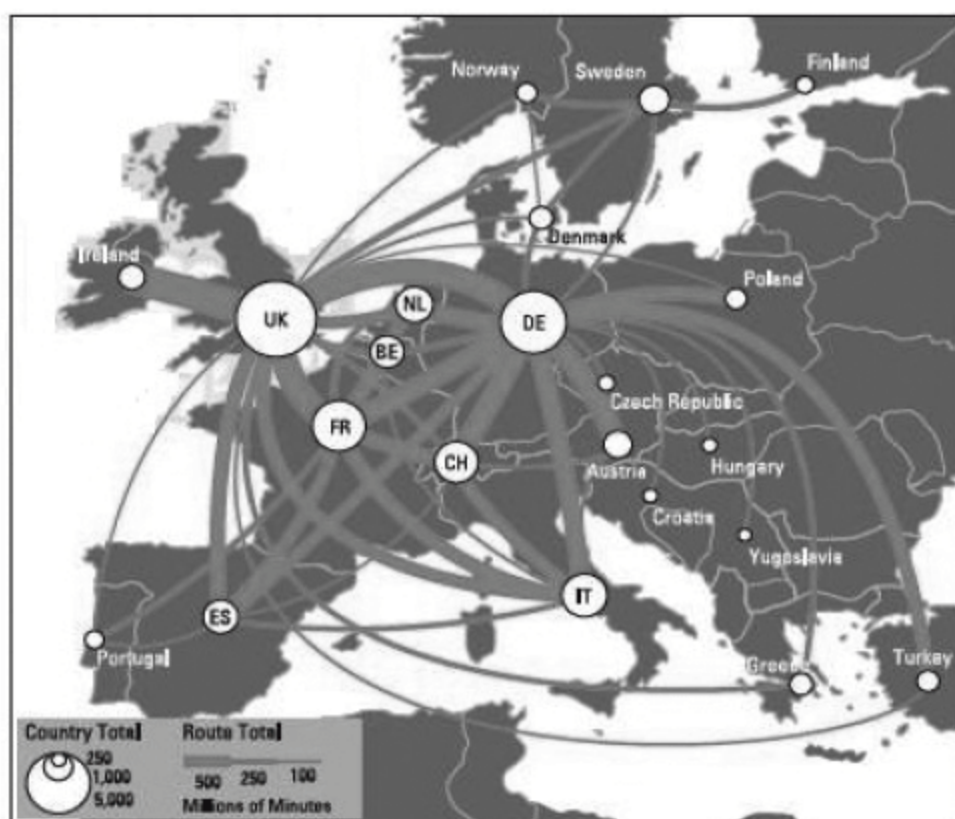 Norway
Sweden
Finland
Ireland
Denmark
Poland
UK
NL
DE
BE
Czech Republic
FR
CH
Austria
Hungary
Croatia
Yugoslavia
IT
ES
Portugal
Greece
Turkey
Country Total
250
1,000
5,000
Route Total
500 250 100
Millions of Minutes